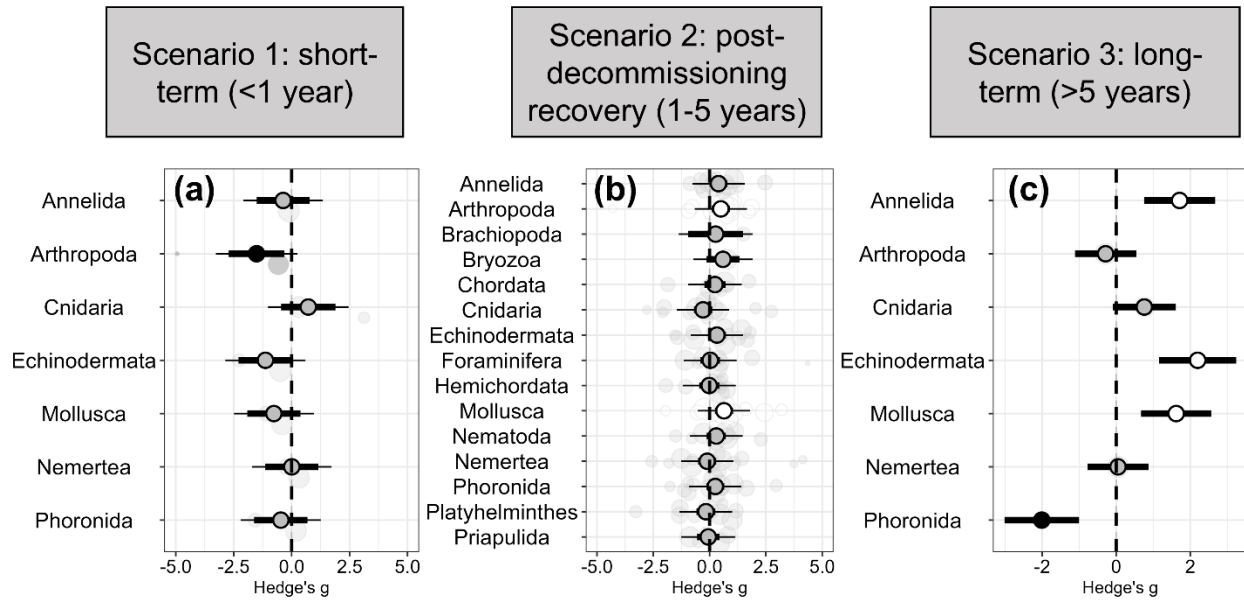 Scenario 1: short-
term (<1 year)
Scenario 2: post-
decommissioning
recovery (1-5 years)
Scenario 3: long-
term (>5 years)
(a)
Annelida
Arthropoda
Cnidaria
Echinodermata
Mollusca
Nemertea
Phoronida
-5.0 -2.5 0.0 2.5 5.0
Hedge's g
(b)
Annelida
Arthropoda
Brachiopoda
Bryozoa
Chordata
Cnidaria
Echinodermata
Foraminifera
Hemichordata
Mollusca
Nematoda
Nemertea
Phoronida
Platyhelminthes
Priapulida
-5.0 -2.5 0.0 2.5 5.0
Hedge's g
(c)
Annelida
Arthropoda
Cnidaria
Echinodermata
Mollusca
Nemertea
Phoronida
-2 0 2
Hedge's g